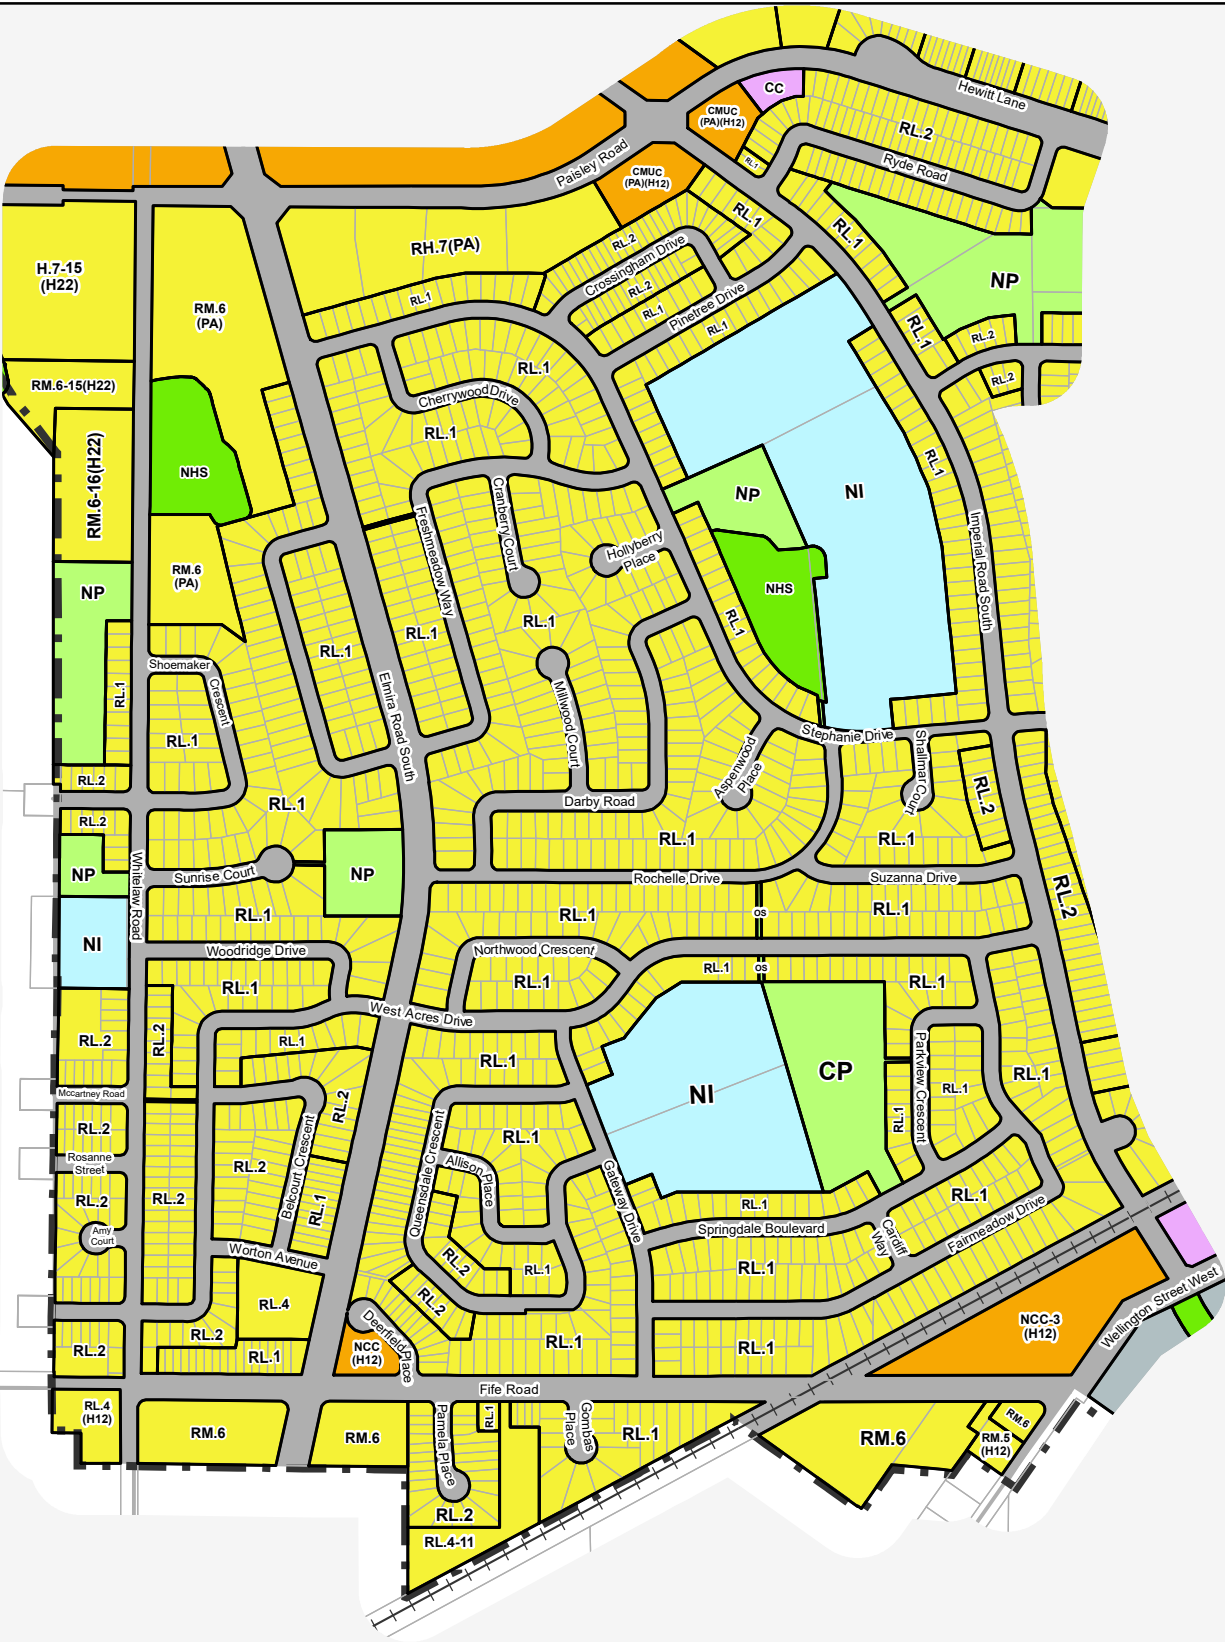 CC
Hewitt Lane
CMUC
(PA)(H12)
RL.2
Paisley Road
RL.1
Ryde Road
CMUC
(PA)(H12)
RL.1
RL.1
RH.7(PA)
RL.2
Crossingham Drive
H.7-15
(H22)
NP
RL.2
RL.1
RL.1
Pinetree Drive
RL.1
RM.6
(PA)
RL.1
RL.2
RL.1
RL.2
RM.6-15(H22)
Cherrywood Drive
RL.1
RL.1
NHS
RM.6-16(H22)
NP
NI
Cranberry Court
Freshmeadow Way
Hollyberry
Place
Imperial Road South
RM.6
(PA)
NP
NHS
RL.1
RL.1
RL.1
RL.1
Shoemaker
Crescent
RL.1
RL.1
Elmira Road South
Millwood Court
Stephanie Drive
Shallmar Court
Aspenwood
Place
RL.2
RL.2
RL.1
Darby Road
RL.2
RL.1
RL.1
NP
Whitelaw Road
Sunrise Court
NP
Rochelle Drive
Suzanna Drive
RL.2
RL.1
RL.1
OS
RL.1
NI
Woodridge Drive
Northwood Crescent
RL.1
OS
RL.1
RL.1
RL.1
West Acres Drive
RL.2
RL.2
RL.1
RL.1
CP
Parkview Crescent
RL.1
RL.1
NI
RL.1
Mccartney Road
RL.2
RL.2
RL.1
Queensdale Crescent
Rosanne
Street
RL.2
Belcourt Crescent
Allison Place
Gateway Drive
RL.2
RL.2
RL.1
RL.1
RL.1
Amy
Court
Springdale Boulevard
Cardiff
Way
Fairmeadow Drive
Worton Avenue
RL.2
RL.1
RL.1
Wellington Street West
RL.4
RL.2
NCC-3
(H12)
Deerfield Place
RL.2
RL.1
RL.1
NCC
(H12)
RL.2
RL.1
Fife Road
RL.4
(H12)
RM.6
RM.6
Pamela Place
RL.1
Gombas
Place
RL.1
RM.6
RM.6
RM.5
(H12)
RL.2
RL.4-11